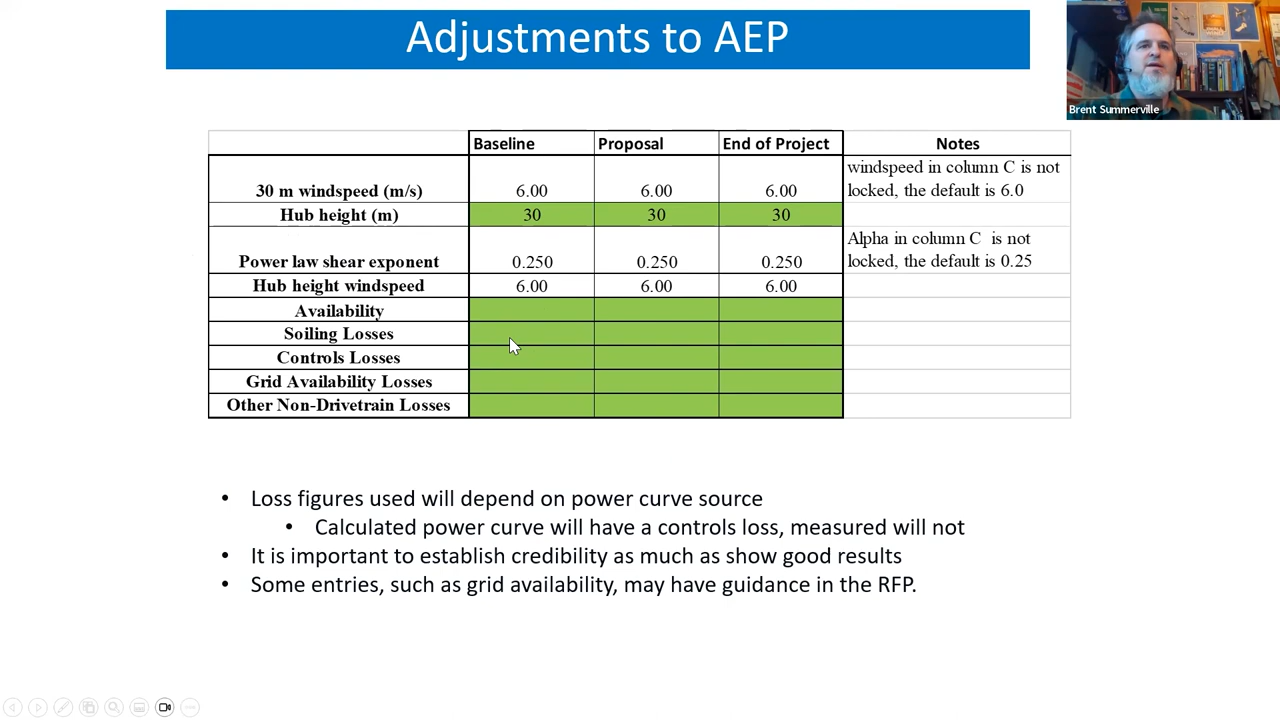 Adjustments to AEP
Brent Summerville
Baseline Proposal End of Project Notes
windspeed in column C is not
30 m windspeed (m/s) 6.00 6.00 6.00 locked, the default is 6.0
Hub height (m) 30 30 30
Alpha in column C is not
Power law shear exponent 0.250 0.250 0.250 locked, the default is 0.25
Hub height windspeed 6.00 6.00 6.00
Availability
Soiling Losses
Controls Losses
Grid Availability Losses
Other Non-Drivetrain Losses
• Loss figures used will depend on power curve source
• Calculated power curve will have a controls loss, measured will not
• It is important to establish credibility as much as show good results
• Some entries, such as grid availability, may have guidance in the RFP.